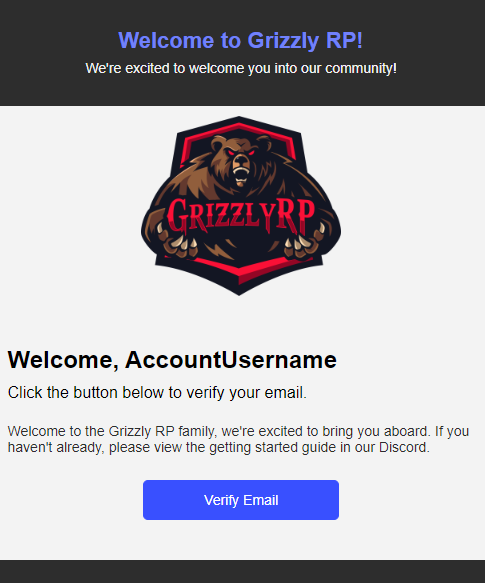 Welcome to Grizzly RP!
We're excited to welcome you into our community!
GRIZZLYRP
Welcome, AccountUsername
Click the button below to verify your email.
Welcome to the Grizzly RP family, we're excited to bring you aboard. If you
haven't already, please view the getting started guide in our Discord.
Verify Email